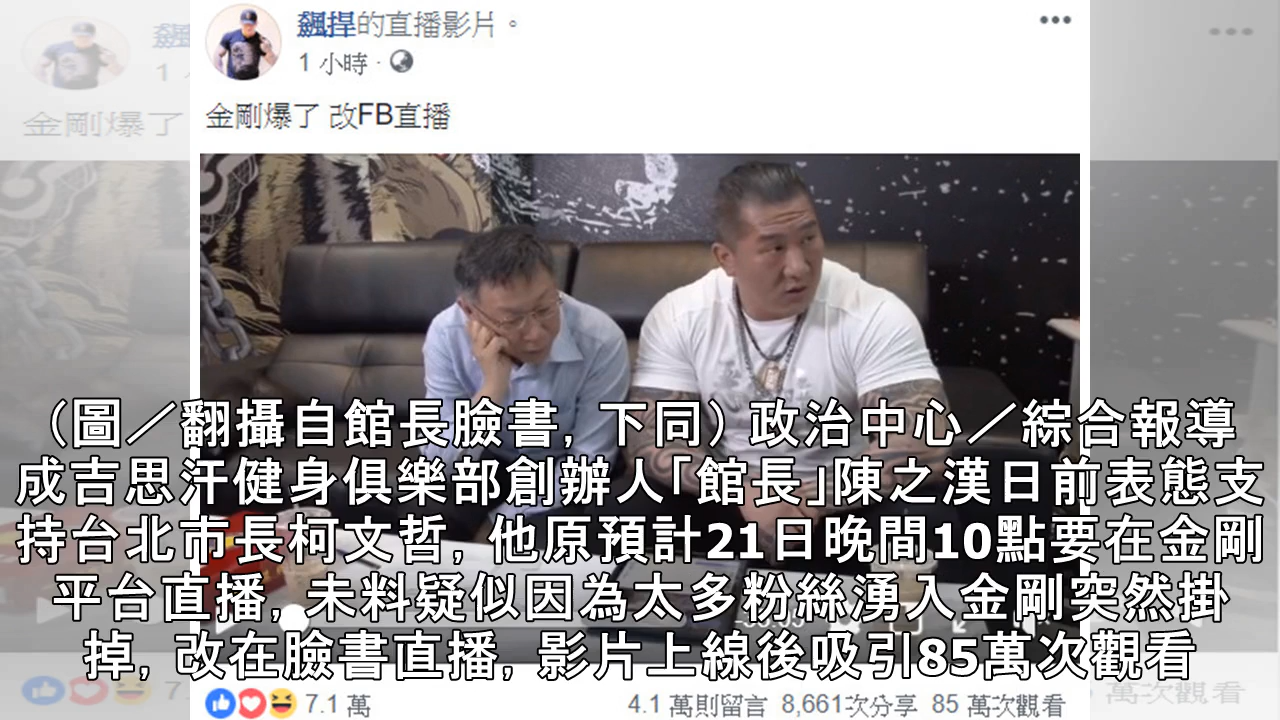 飆捍的直播影片。
1 小時
金剛爆了 改FB直播
（圖／翻攝自館長臉書，下同）政治中心／綜合報導
成吉思汗健身俱樂部創辦人「館長」陳之漢日前表態支
持台北市長柯文哲，他原預計21日晚間10點要在金剛
平台直播，未料疑似因為太多粉絲湧入金剛突然掛
掉，改在臉書直播，影片上線後吸引85萬次觀看
7.1 萬
4.1 萬則留言 8,661次分享 85 萬次觀看